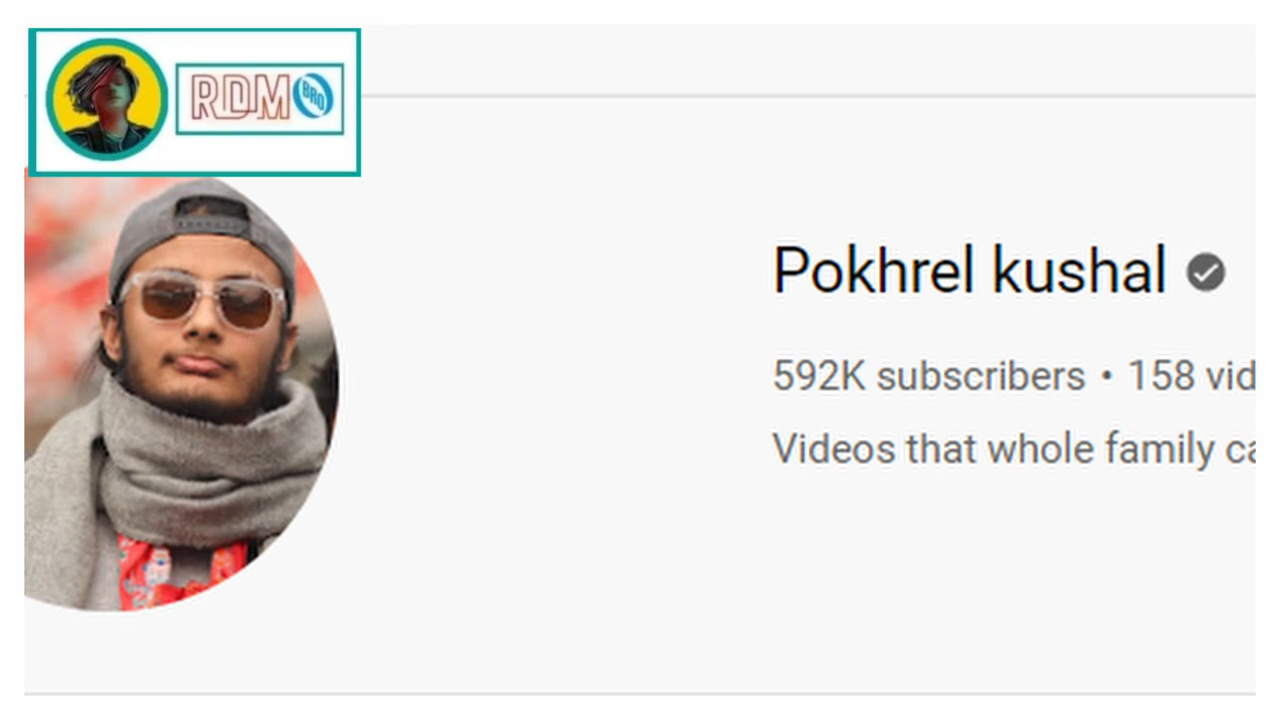 RDM BRO
Pokhrel kushal
592K subscribers • 158 vid
Videos that whole family ca